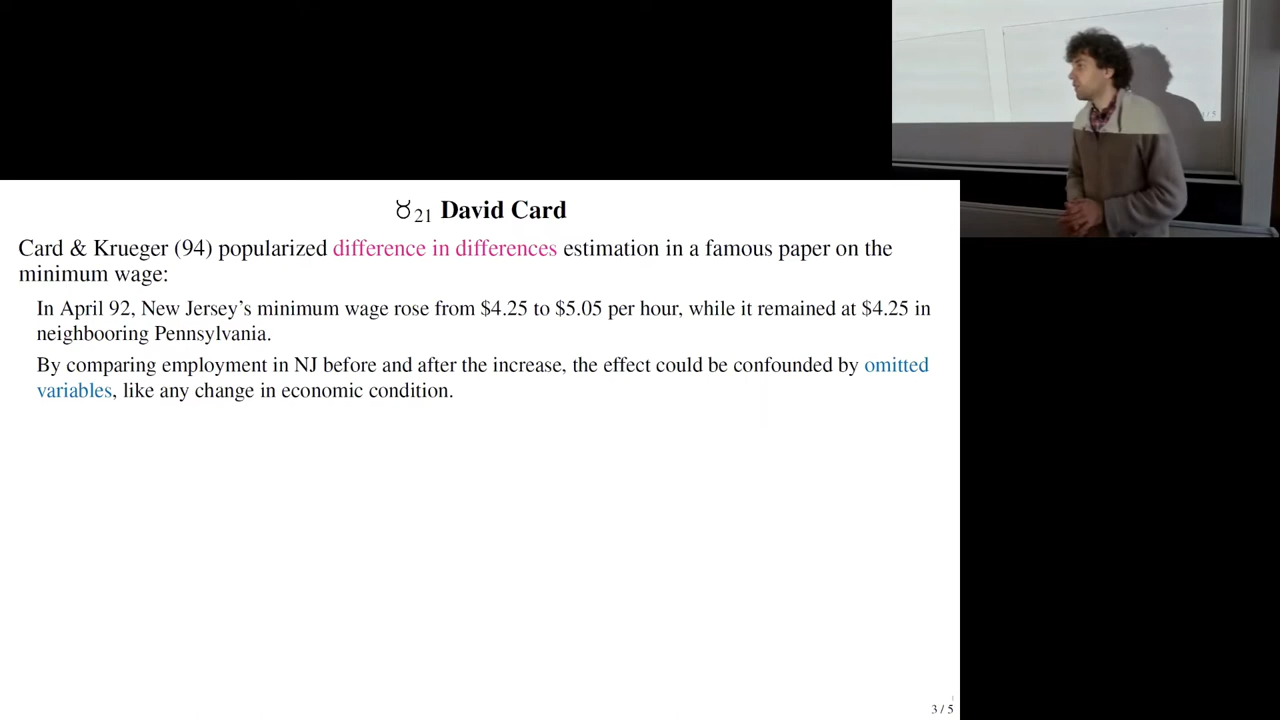 ♉21 David Card
Card & Krueger (94) popularized difference in differences estimation in a famous paper on the
minimum wage:
In April 92, New Jersey's minimum wage rose from $4.25 to $5.05 per hour, while it remained at $4.25 in
neighbooring Pennsylvania.
By comparing employment in NJ before and after the increase, the effect could be confounded by omitted
variables, like any change in economic condition.
3 / 5